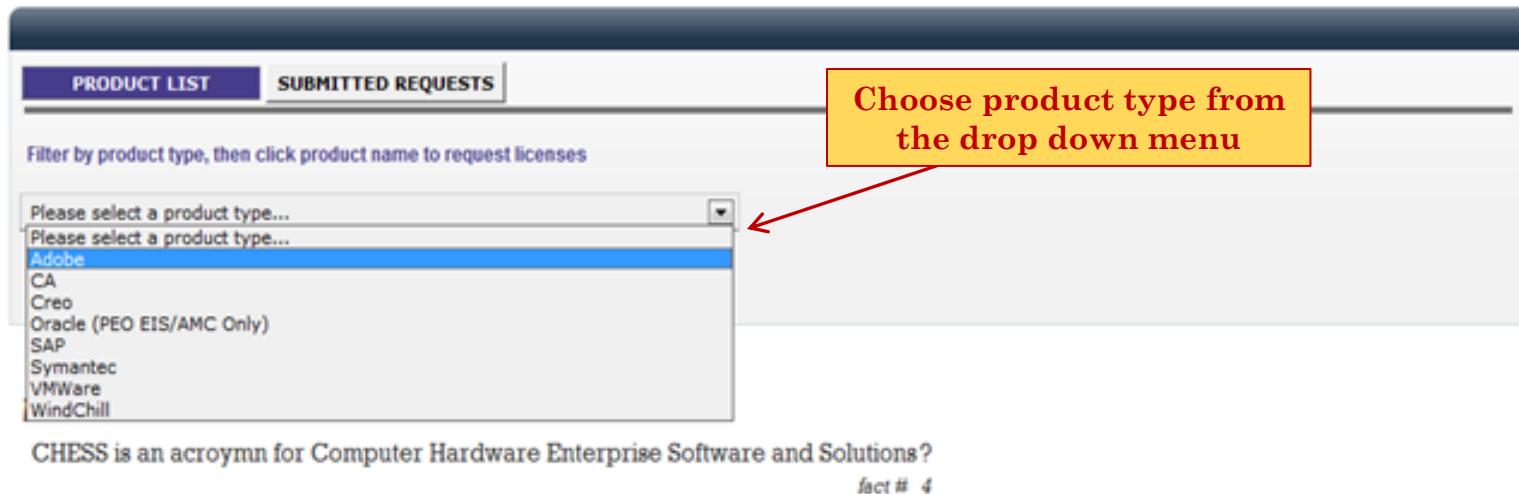 PRODUCT LIST
SUBMITTED REQUESTS
Choose product type from
the drop down menu
Filter by product type, then click product name to request licenses
Please select a product type...
Please select a product type...
Adobe
CA
Creo
Oracle (PEO EIS/AMC Only)
SAP
Symantec
VMWare
WindChill
CHESS is an acroymn for Computer Hardware Enterprise Software and Solutions?
fact # 4